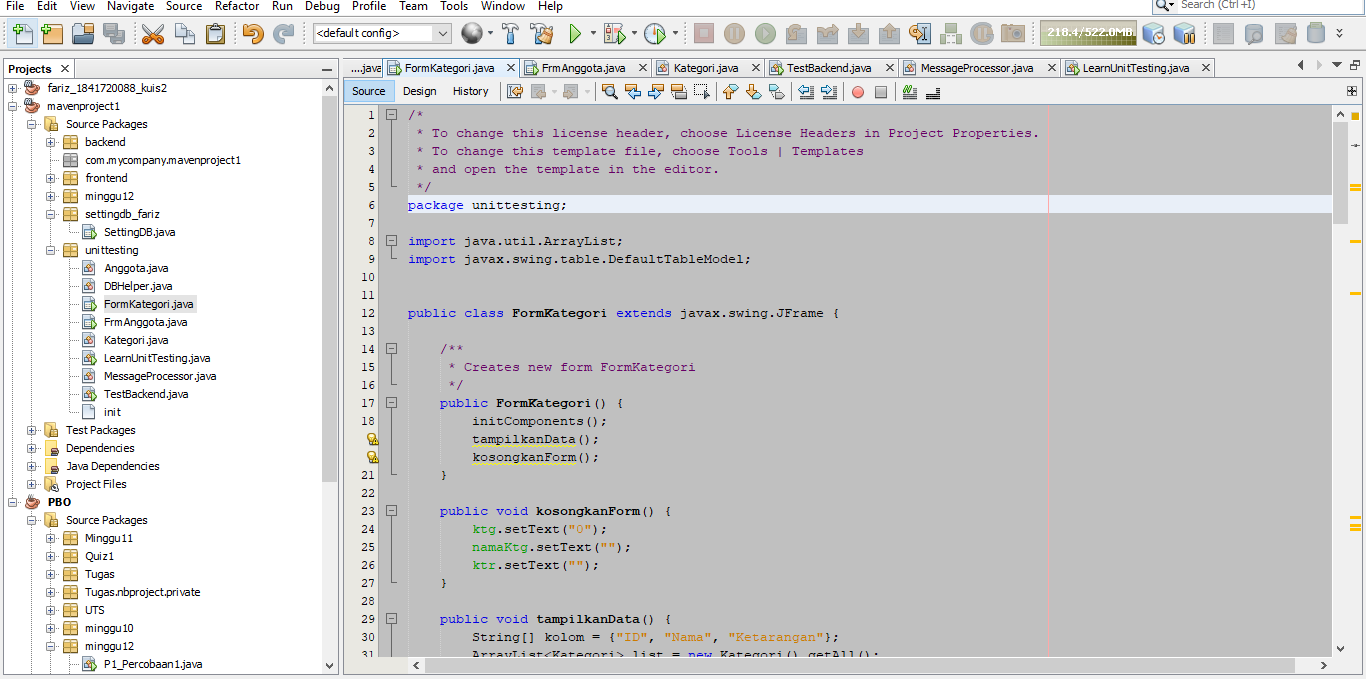 File Edit View Navigate Source Refactor Run Debug Profile Team Tools Window Help
Search (Ctrl+I)
<default config>
218.4/522.0MB
Projects
fariz_1841720088_kuis2
mavenproject1
Source Packages
backend
com.mycompany.mavenproject1
frontend
minggu12
settingdb_fariz
SettingDB.java
unittesting
Anggota.java
DBHelper.java
FormKategori.java
FrmAnggota.java
Kategori.java
LearnUnitTesting.java
MessageProcessor.java
TestBackend.java
init
Test Packages
Dependencies
Java Dependencies
Project Files
PBO
Source Packages
Minggu11
Quiz1
Tugas
Tugas.nbproject.private
UTS
minggu10
minggu12
P1_Percobaan1.java
....java FormKategori.java FrmAnggota.java Kategori.java TestBackend.java MessageProcessor.java LearnUnitTesting.java
Source Design History
1 /*
2 * To change this license header, choose License Headers in Project Properties.
3 * To change this template file, choose Tools | Templates
4 * and open the template in the editor.
5 */
6 package unittesting;
7
8 import java.util.ArrayList;
9 import javax.swing.table.DefaultTableModel;
10
11
12 public class FormKategori extends javax.swing.JFrame {
13
14 /**
15 * Creates new form FormKategori
16 */
17 public FormKategori() {
18 initComponents();
tampilkanData();
kosongkanForm();
21 }
22
23 public void kosongkanForm() {
24 ktg.setText("0");
25 namaKtg.setText("");
26 ktr.setText("");
27 }
28
29 public void tampilkanData() {
30 String[] kolom = {"ID", "Nama", "Ketarangan"};
31 ArrayList<Kategori> list = new Kategori().getAll();